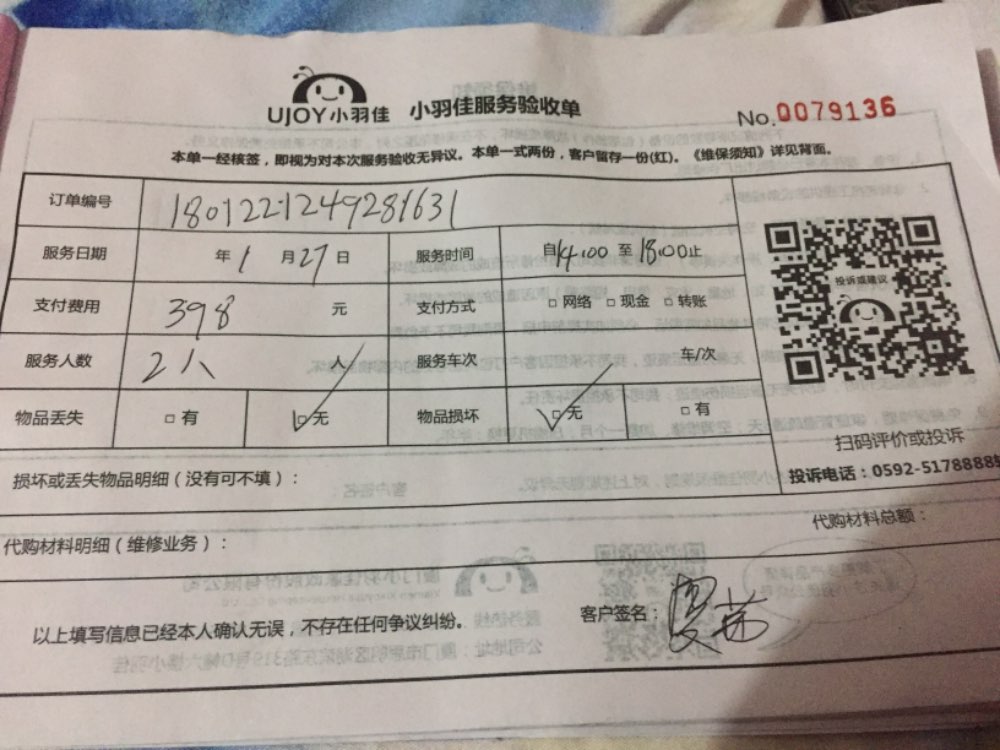 UJOY小羽佳 小羽佳服务验收单
No.0079136
本单一经核签，即视为对本次服务验收无异议。本单一式两份，客户留存一份(红)。《维保须知》详见背面。
订单编号 1801221249281631
服务日期 年1月27日 服务时间 自14:00至18:00止
支付费用 398 元 支付方式 □网络 □现金 □转账
服务人数 2人 人 服务车次 车/次
物品丢失 □有 □无 物品损坏 □无 □有
投诉或建议
扫码评价或投诉
投诉电话：0592-5178888
损坏或丢失物品明细（没有可不填）：
代购材料总额：
代购材料明细（维修业务）：
以上填写信息已经本人确认无误，不存在任何争议纠纷。
客户签名：